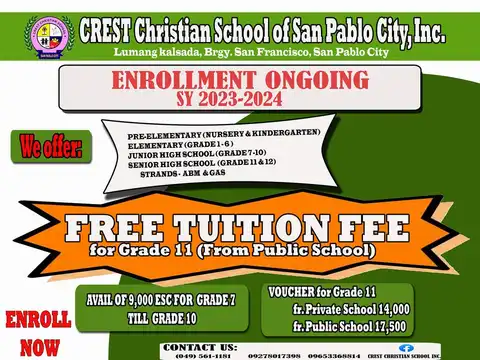 CREST Christian School of San Pablo City, Inc.
Lumang kalsada, Brgy. San Francisco, San Pablo City
ENROLLMENT ONGOING
SY 2023-2024
We offer:
PRE-ELEMENTARY (NURSERY & KINDERGARTEN)
ELEMENTARY (GRADE 1-6 )
JUNIOR HIGH SCHOOL (GRADE 7-10)
SENIOR HIGH SCHOOL (GRADE 11 & 12)
STRANDS- ABM & GAS
FREE TUITION FEE
for Grade 11 (From Public School)
AVAIL OF 9,000 ESC FOR GRADE 7
TILL GRADE 10
VOUCHER for Grade 11
fr. Private School 14,000
fr. Public School 17,500
ENROLL
NOW
CONTACT US:
(049) 561-1181 09278017398 09653368814
CREST CHRISTIAN SCHOOL INC.